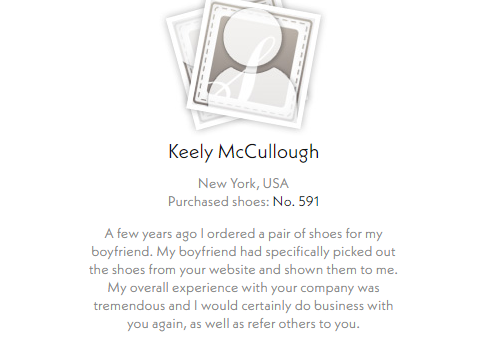 Keely McCullough
New York, USA
Purchased shoes: No. 591
A few years ago I ordered a pair of shoes for my
boyfriend. My boyfriend had specifically picked out
the shoes from your website and shown them to me.
My overall experience with your company was
tremendous and I would certainly do business with
you again, as well as refer others to you.